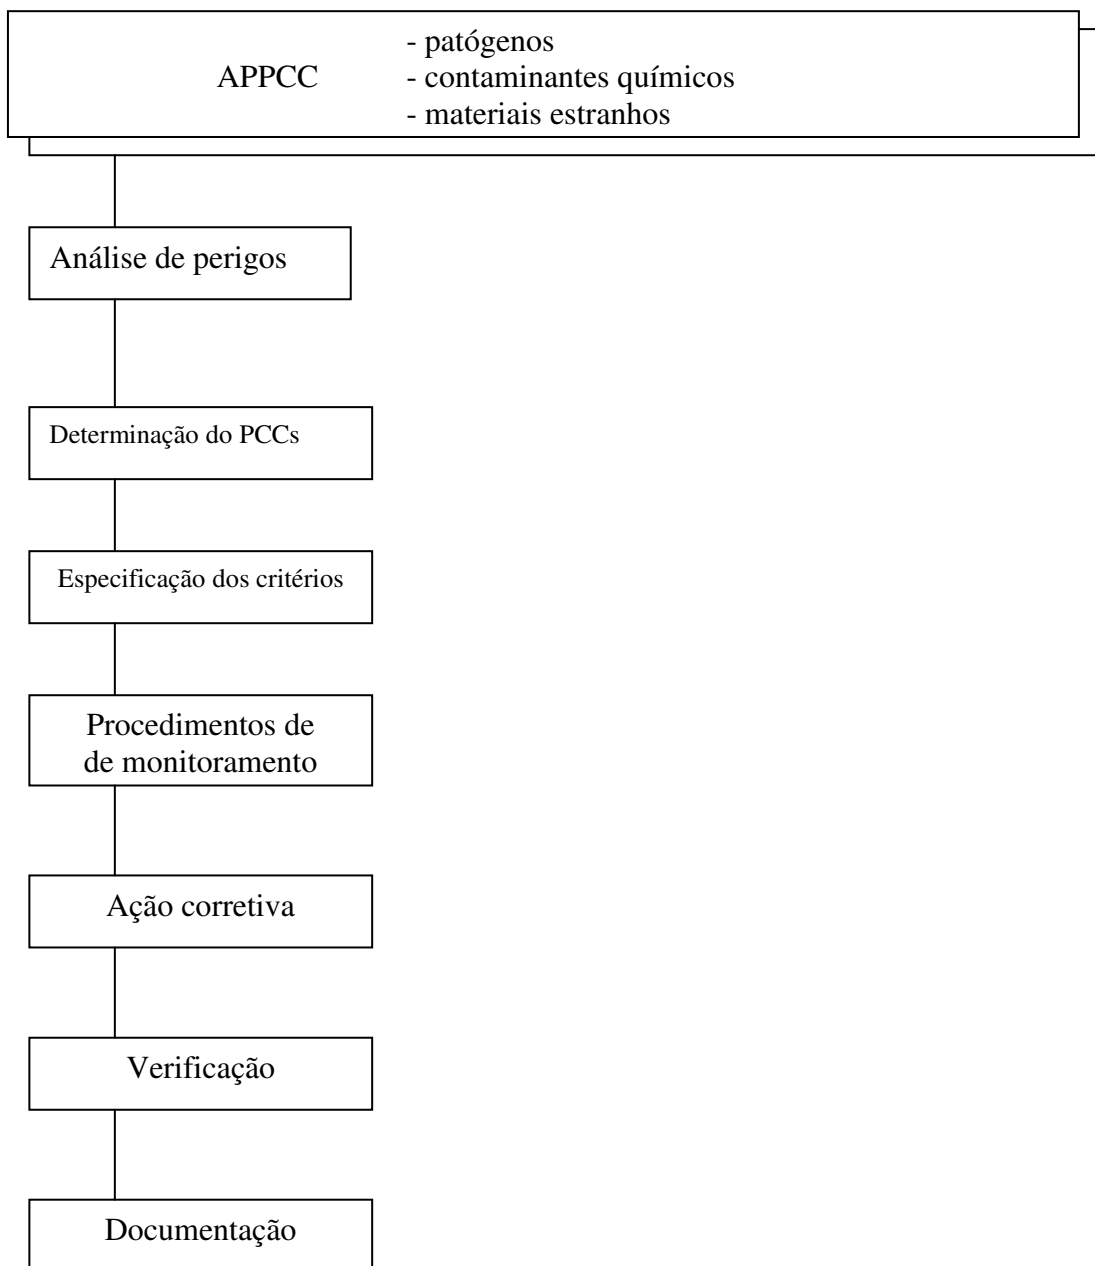 - patógenos
APPCC - contaminantes químicos
- materiais estranhos
Análise de perigos
Determinação do PCCs
Especificação dos critérios
Procedimentos de
de monitoramento
Ação corretiva
Verificação
Documentação